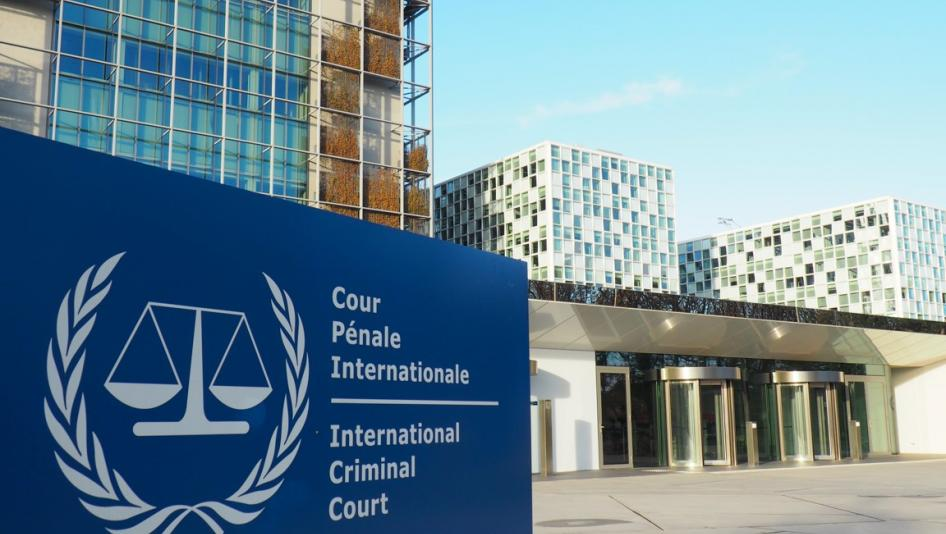 Cour
Pénale
Internationale
International
Criminal
Court